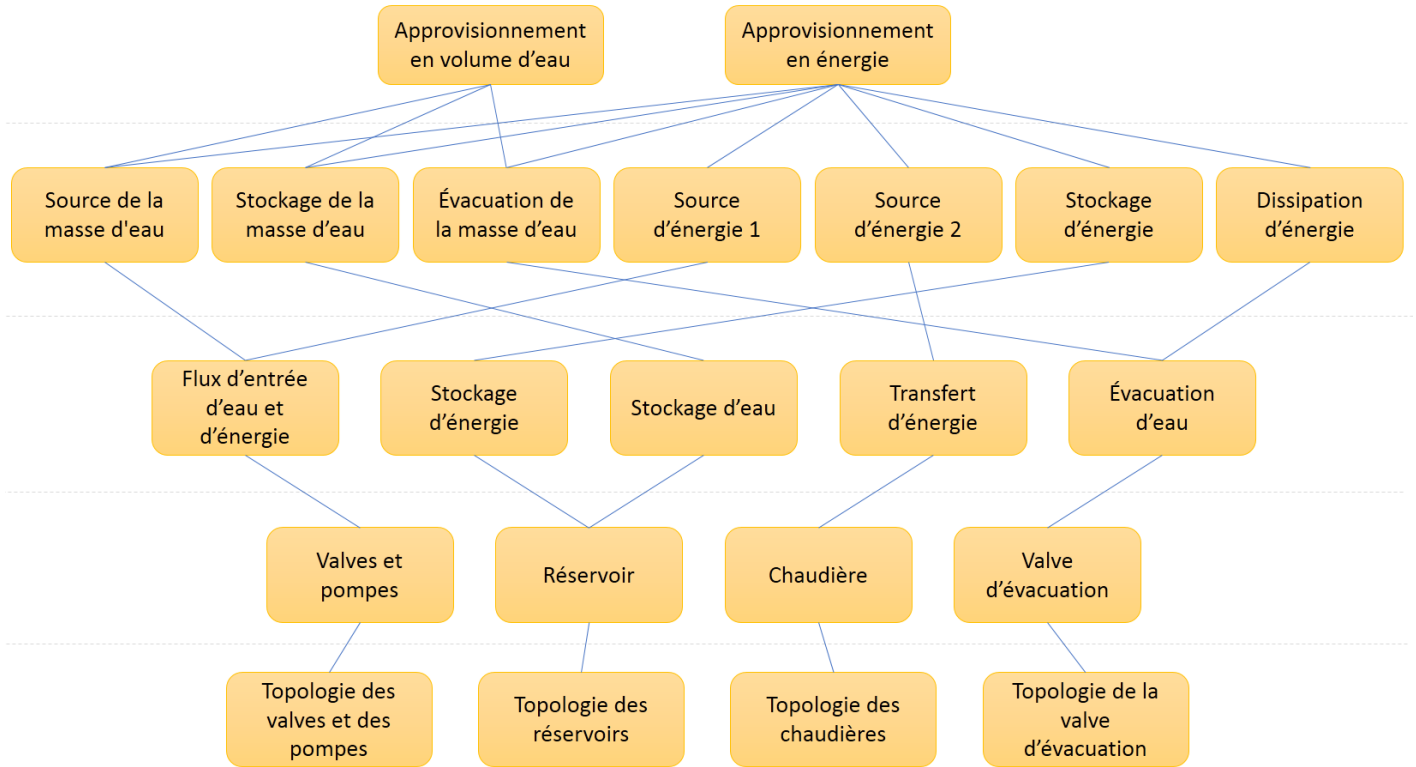 Approvisionnement
en volume d’eau
Approvisionnement
en énergie
Source de la
masse d'eau
Stockage de la
masse d’eau
Évacuation de
la masse d’eau
Source
d’énergie 1
Source
d’énergie 2
Stockage
d’énergie
Dissipation
d’énergie
Flux d’entrée
d’eau et
d’énergie
Stockage
d’énergie
Stockage d’eau
Transfert
d’énergie
Évacuation
d’eau
Valves et
pompes
Réservoir
Chaudière
Valve
d’évacuation
Topologie des
valves et des
pompes
Topologie des
réservoirs
Topologie des
chaudières
Topologie de la
valve
d’évacuation